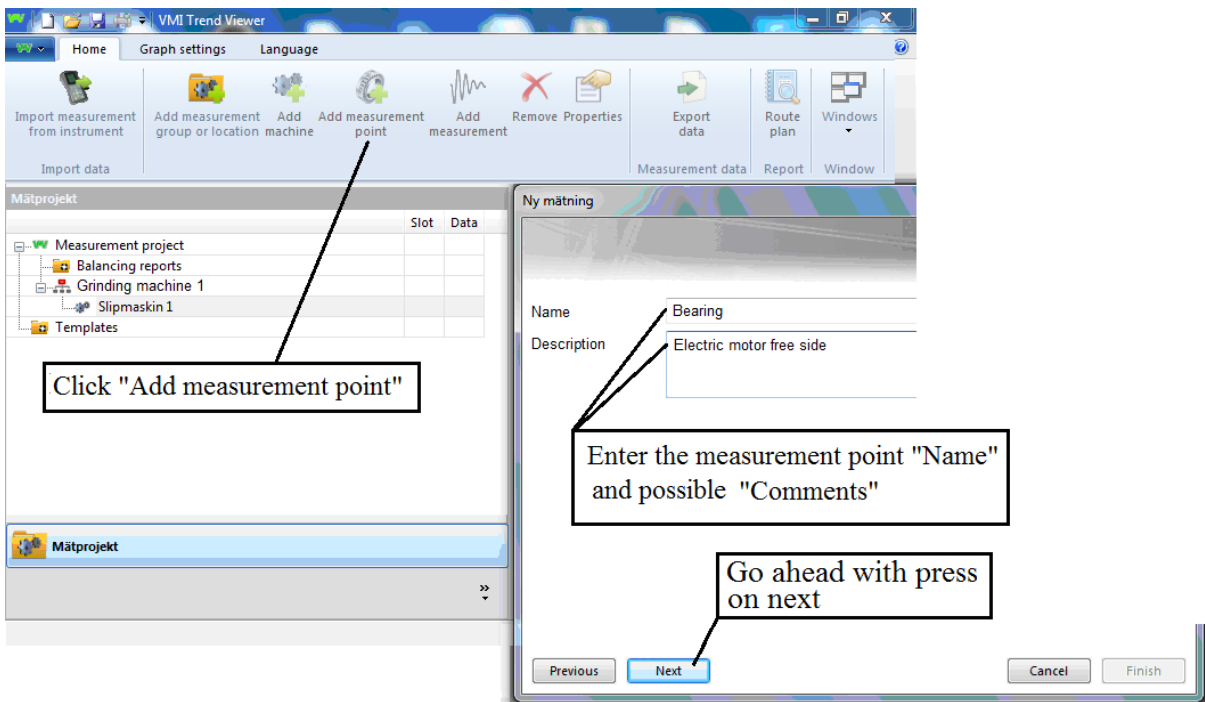 VMI Trend Viewer
Home Graph settings Language
Import measurement
from instrument
Add measurement
group or location
Add
machine
Add measurement
point
Add
measurement
Remove
Properties
Export
data
Route
plan
Windows
Import data
Measurement data
Report
Window
Mätprojekt
Slot Data
Measurement project
Balancing reports
Grinding machine 1
Slipmaskin 1
Templates
Click "Add measurement point"
Mätprojekt
»
Ny mätning
Name Bearing
Description Electric motor free side
Enter the measurement point "Name"
and possible "Comments"
Go ahead with press
on next
Previous Next Cancel Finish